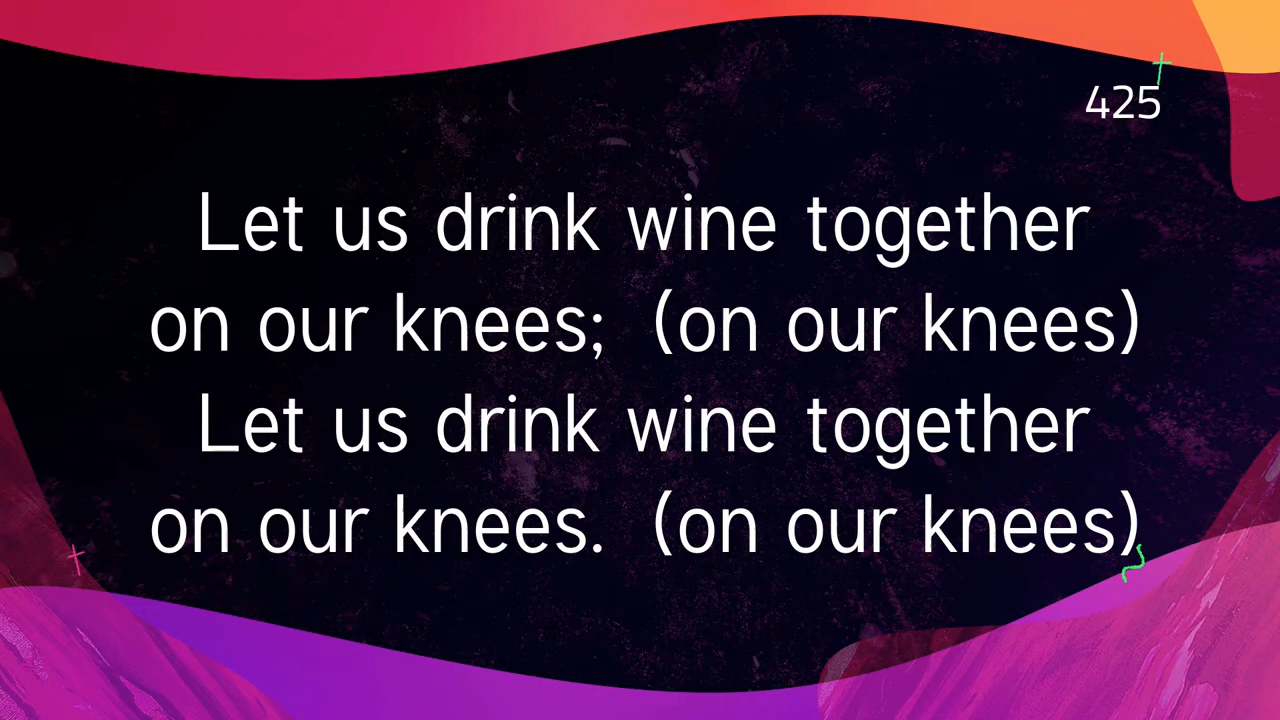 425
Let us drink wine together
on our knees; (on our knees)
Let us drink wine together
on our knees. (on our knees)